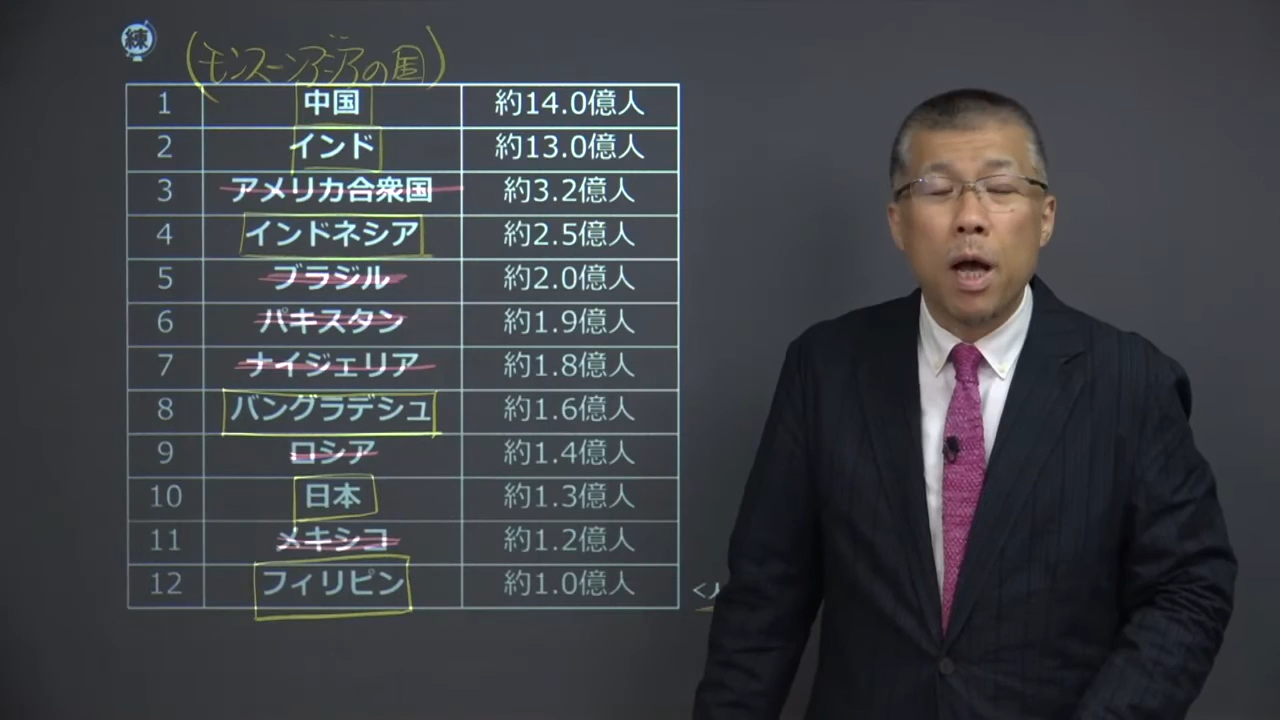 練
(モンスーンアジアの国)
1 中国 約14.0億人
2 インド 約13.0億人
3 アメリカ合衆国 約3.2億人
4 インドネシア 約2.5億人
5 ブラジル 約2.0億人
6 パキスタン 約1.9億人
7 ナイジェリア 約1.8億人
8 バングラデシュ 約1.6億人
9 ロシア 約1.4億人
10 日本 約1.3億人
11 メキシコ 約1.2億人
12 フィリピン 約1.0億人